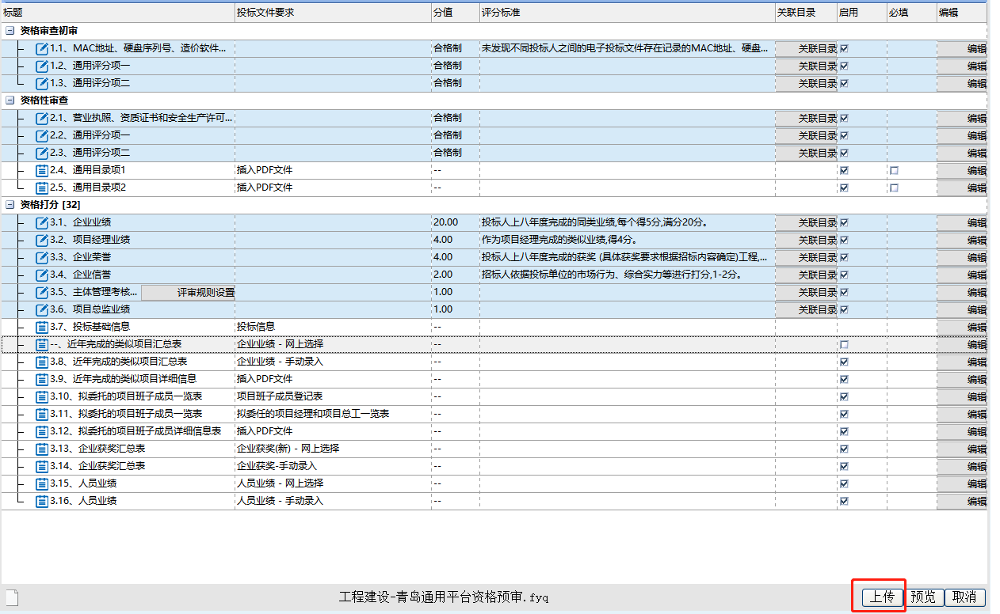 标题 投标文件要求 分值 评分标准 关联目录 启用 必填 编辑
资格审查初审
1.1、MAC地址、硬盘序列号、造价软件... 合格制 未发现不同投标人之间的电子投标文件存在记录的MAC地址、硬盘... 关联目录 编辑
1.2、通用评分项一 合格制 关联目录 编辑
1.3、通用评分项二 合格制 关联目录 编辑
资格性审查
2.1、营业执照、资质证书和安全生产许可... 合格制 关联目录 编辑
2.2、通用评分项一 合格制 关联目录 编辑
2.3、通用评分项二 合格制 关联目录 编辑
2.4、通用目录项1 插入PDF文件 -- 编辑
2.5、通用目录项2 插入PDF文件 -- 编辑
资格打分 [32]
3.1、企业业绩 20.00 投标人上八年度完成的同类业绩,每个得5分,满分20分。 关联目录 编辑
3.2、项目经理业绩 4.00 作为项目经理完成的类似业绩,得4分。 关联目录 编辑
3.3、企业荣誉 4.00 投标人上八年度完成的获奖 (具体获奖要求根据招标内容确定)工程,... 关联目录 编辑
3.4、企业信誉 2.00 招标人依据投标单位的市场行为、综合实力等进行打分,1-2分。 关联目录 编辑
3.5、主体管理考核... 评审规则设置 1.00 关联目录 编辑
3.6、项目总监业绩 1.00 关联目录 编辑
3.7、投标基础信息 投标信息 -- 编辑
--、近年完成的类似项目汇总表 企业业绩 - 网上选择 -- 编辑
3.8、近年完成的类似项目汇总表 企业业绩 - 手动录入 -- 编辑
3.9、近年完成的类似项目详细信息 插入PDF文件 -- 编辑
3.10、拟委托的项目班子成员一览表 项目班子成员登记表 -- 编辑
3.11、拟委托的项目班子成员一览表 拟委任的项目经理和项目总工一览表 -- 编辑
3.12、拟委托的项目班子成员详细信息表 插入PDF文件 -- 编辑
3.13、企业获奖汇总表 企业获奖(新) - 网上选择 -- 编辑
3.14、企业获奖汇总表 企业获奖-手动录入 -- 编辑
3.15、人员业绩 人员业绩 - 网上选择 -- 编辑
3.16、人员业绩 人员业绩 - 手动录入 -- 编辑
工程建设-青岛通用平台资格预审.fyq 上传 预览 取消